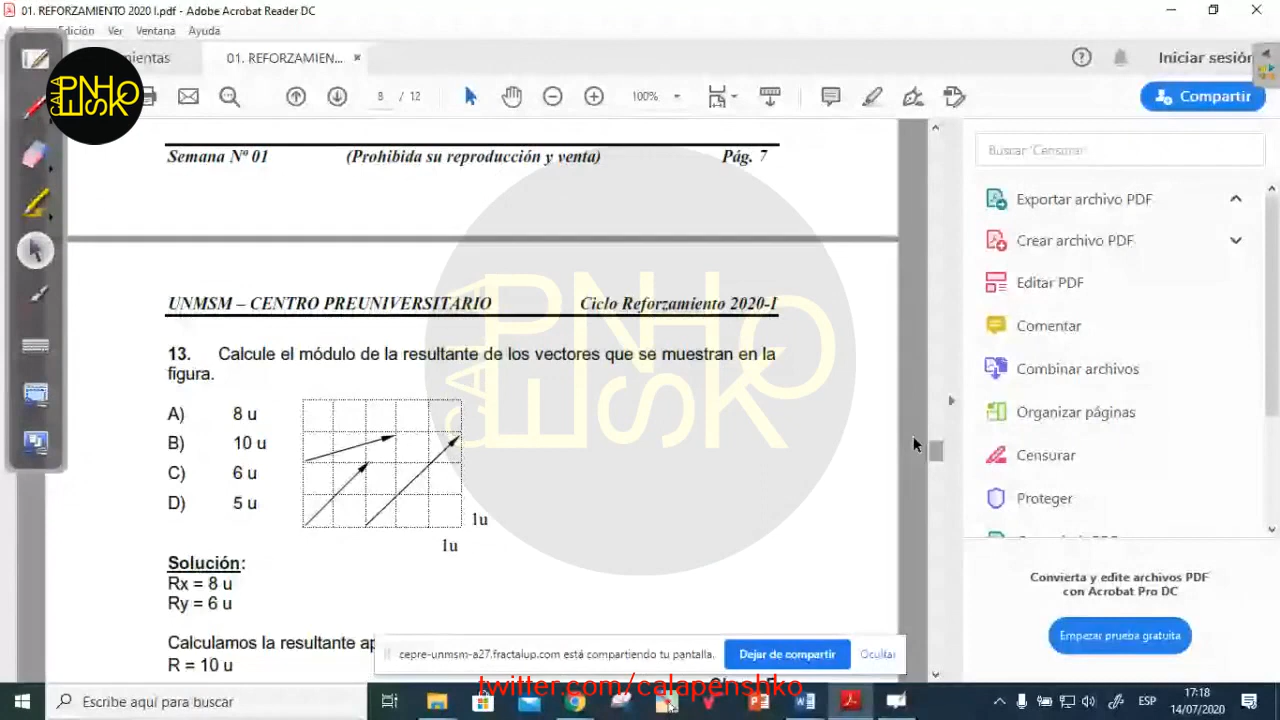 01. REFORZAMIENTO 2020 I.pdf - Adobe Acrobat Reader DC
Edición Ver Ventana Ayuda
01. REFORZAMIEN...
Iniciar sesión
8 / 12
100%
Compartir
CALA
PENSHKO
Semana Nº 01 (Prohibida su reproducción y venta) Pág. 7
UNMSM – CENTRO PREUNIVERSITARIO Ciclo Reforzamiento 2020-I
13. Calcule el módulo de la resultante de los vectores que se muestran en la
figura.
A) 8 u
B) 10 u
C) 6 u
D) 5 u
1u
1u
Solución:
Rx = 8 u
Ry = 6 u
Calculamos la resultante
R = 10 u
Buscar 'Censurar'
Exportar archivo PDF
Crear archivo PDF
Editar PDF
Comentar
Combinar archivos
Organizar páginas
Censurar
Proteger
Convierta y edite archivos PDF
con Acrobat Pro DC
Empezar prueba gratuita
cepre-unmsm-a27.fractalup.com está compartiendo tu pantalla.
Dejar de compartir
Ocultar
twitter.com/calapenshko
Escribe aquí para buscar
ESP
17:18
14/07/2020